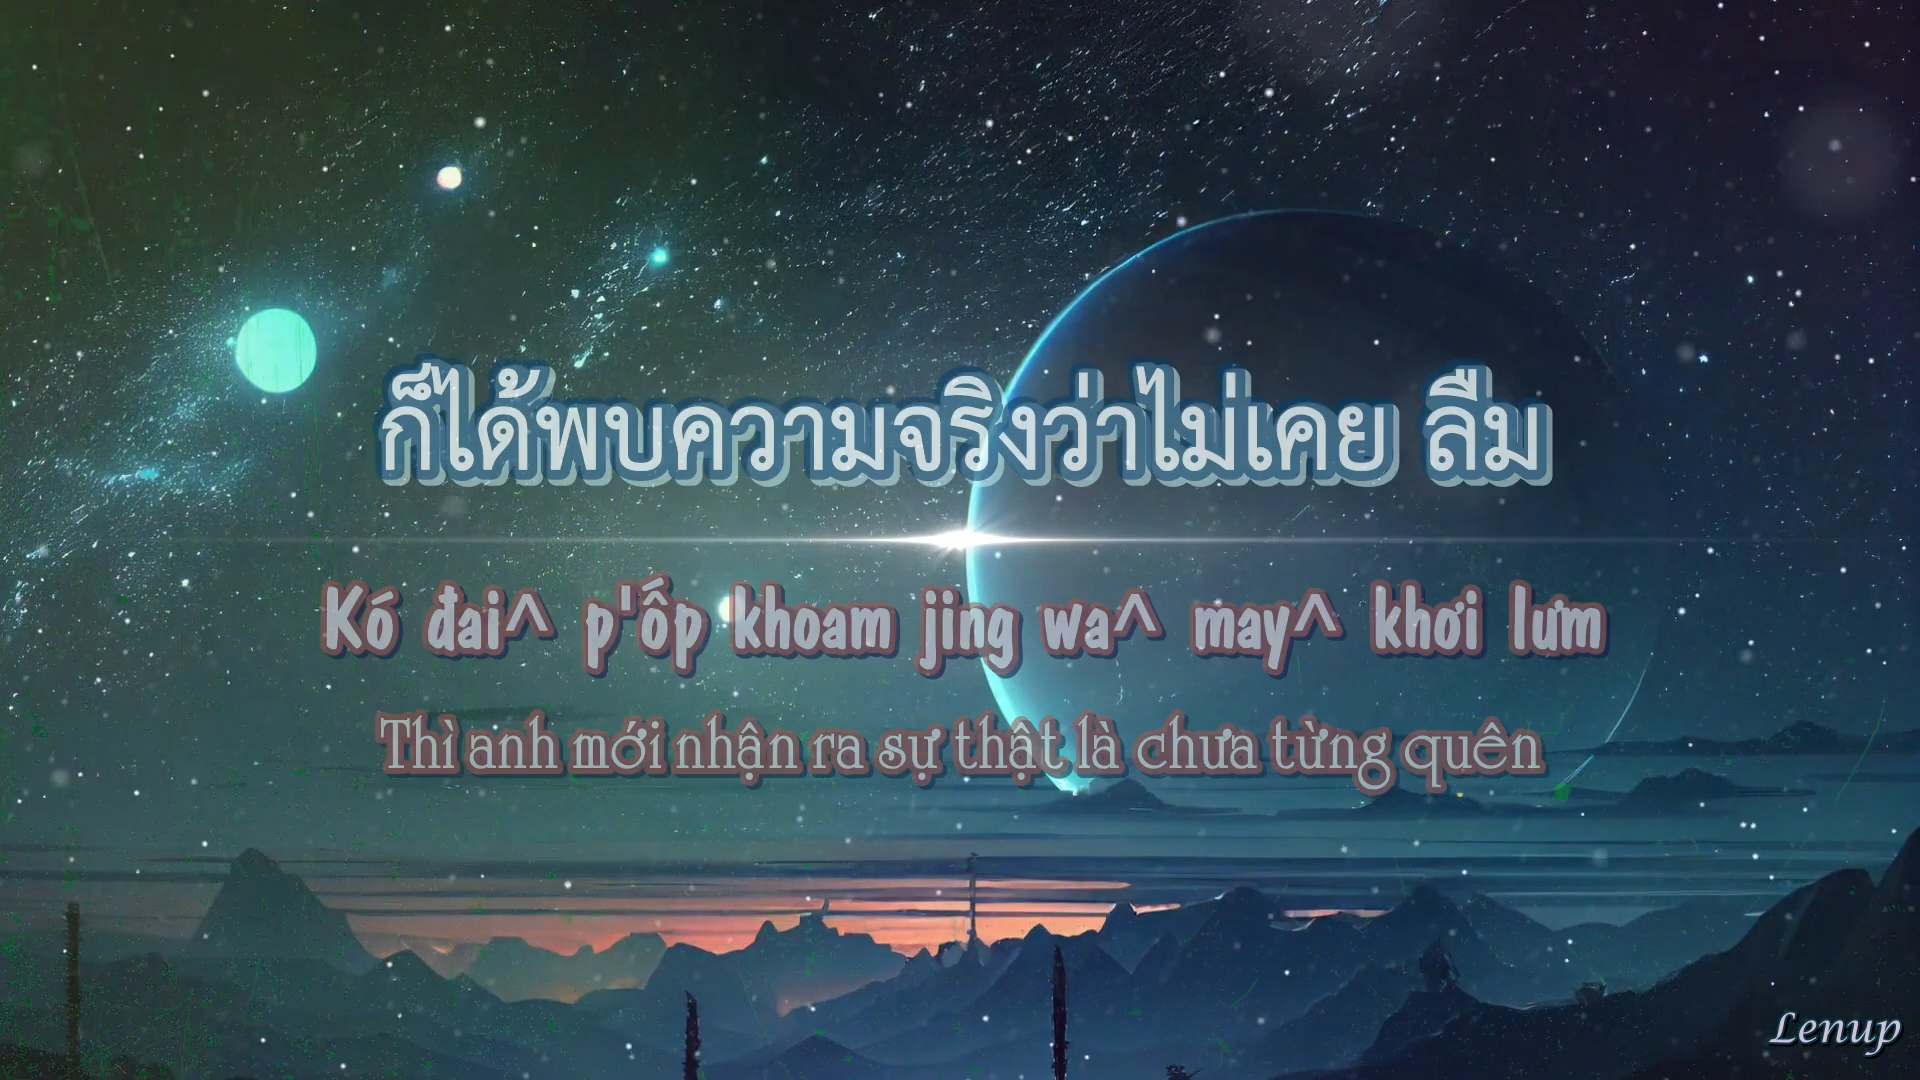 ก็ได้พบความจริงว่าไม่เคย ลืม
Kó đai^ p'ốp khoam jing wa^ may^ khơi lưm
Thì anh mới nhận ra sự thật là chưa từng quên
Lenup